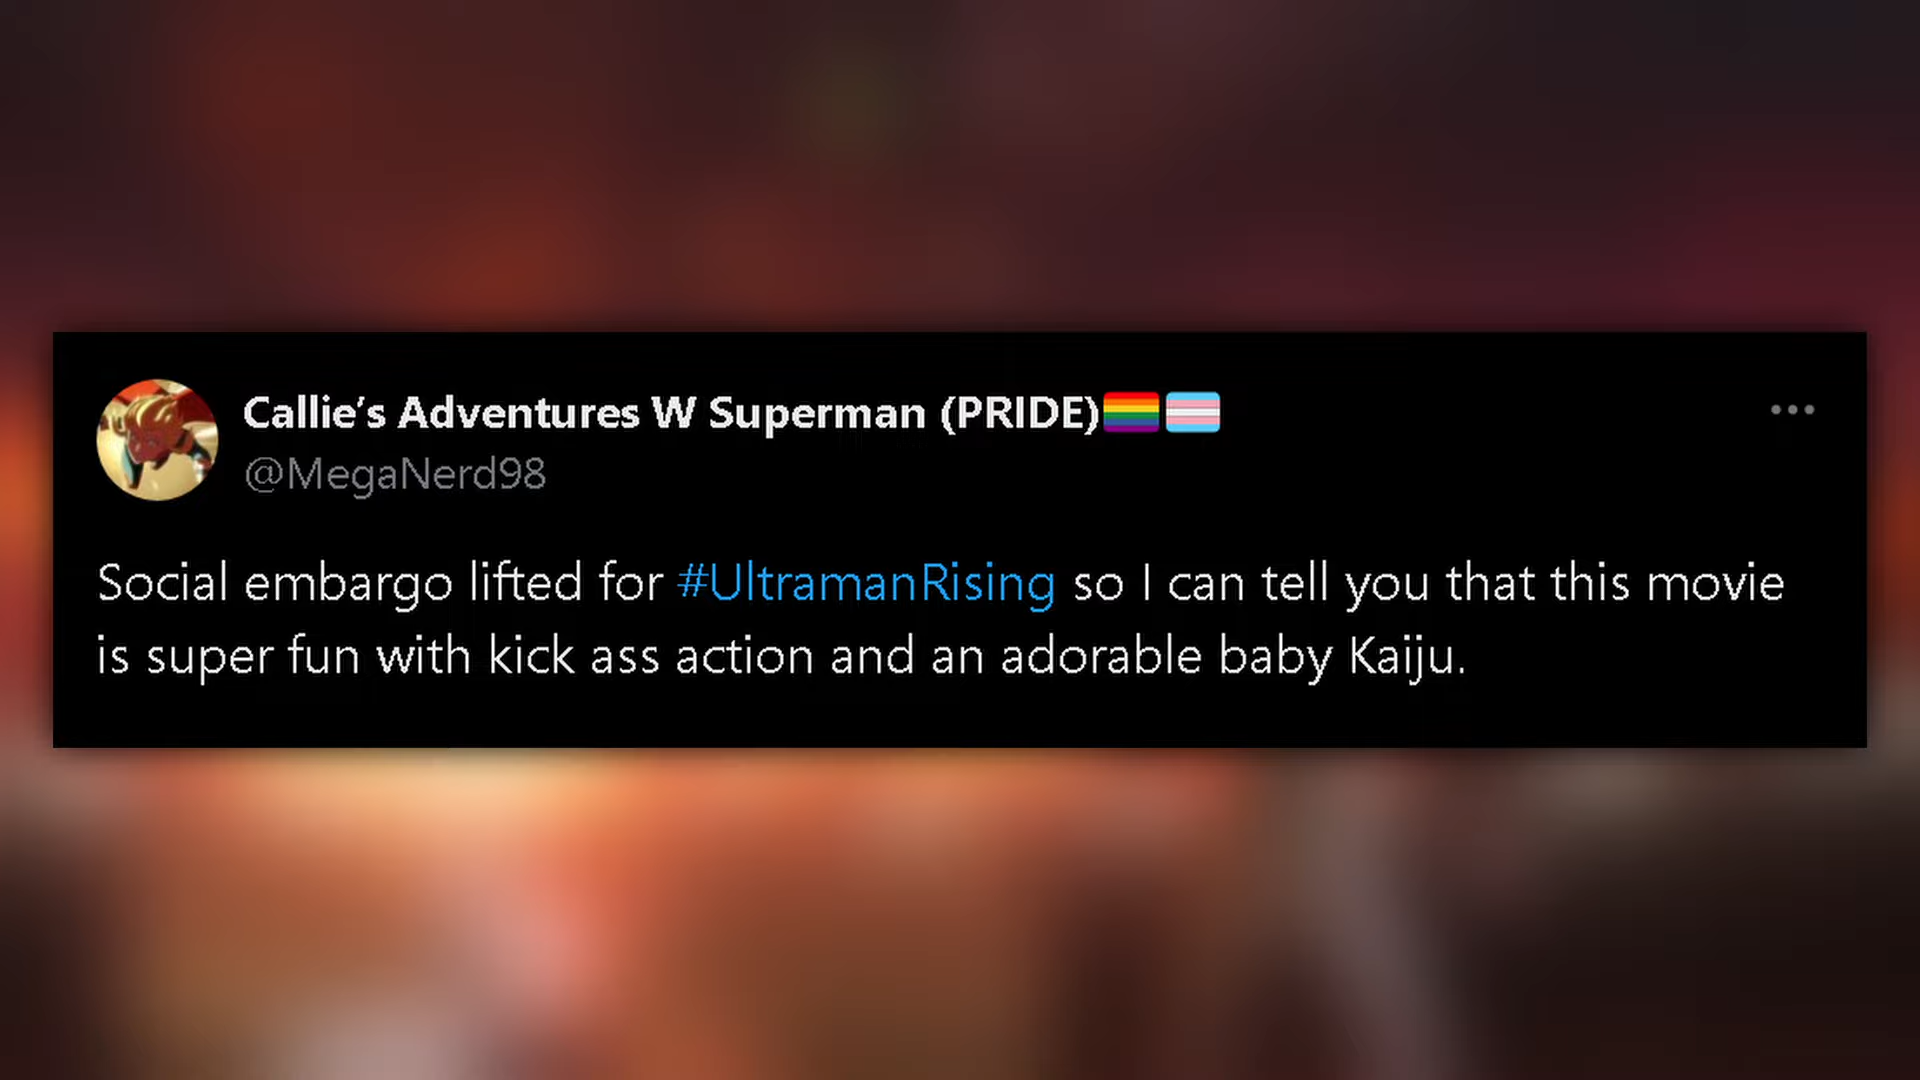 Callie's Adventures W Superman (PRIDE)🏳️‍🌈🏳️‍⚧️
@MegaNerd98
Social embargo lifted for #UltramanRising so I can tell you that this movie
is super fun with kick ass action and an adorable baby Kaiju.